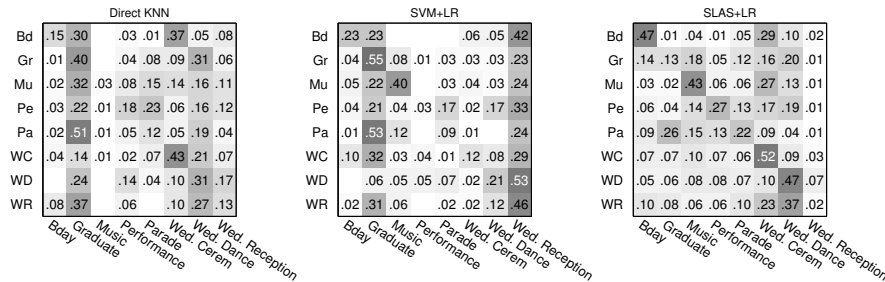 Direct KNN SVM+LR SLAS+LR
Bd .15 .30 .03 .01 .37 .05 .08 Bd .23 .23 .06 .05 .42 Bd .47 .01 .04 .01 .05 .29 .10 .02
Gr .01 .40 .04 .08 .09 .31 .06 Gr .04 .55 .08 .01 .03 .03 .03 .23 Gr .14 .13 .18 .05 .12 .16 .20 .01
Mu .02 .32 .03 .08 .15 .14 .16 .11 Mu .05 .22 .40 .03 .04 .03 .24 Mu .03 .02 .43 .06 .06 .27 .13 .01
Pe .03 .22 .01 .18 .23 .06 .16 .12 Pe .04 .21 .04 .03 .17 .02 .17 .33 Pe .06 .04 .14 .27 .13 .17 .19 .01
Pa .02 .51 .01 .05 .12 .05 .19 .04 Pa .01 .53 .12 .09 .01 .24 Pa .09 .26 .15 .13 .22 .09 .04 .01
WC .04 .14 .01 .02 .07 .43 .21 .07 WC .10 .32 .03 .04 .01 .12 .08 .29 WC .07 .07 .10 .07 .06 .52 .09 .03
WD .24 .14 .04 .10 .31 .17 WD .06 .05 .05 .07 .02 .21 .53 WD .05 .06 .08 .08 .07 .10 .47 .07
WR .08 .37 .06 .10 .27 .13 WR .02 .31 .06 .02 .02 .12 .46 WR .10 .08 .06 .06 .10 .23 .37 .02
Bday Graduate Music Performance Parade Wed. Cerem Wed. Dance Wed. Reception Bday Graduate Music Performance Parade Wed. Cerem Wed. Dance Wed. Reception Bday Graduate Music Performance Parade Wed. Cerem Wed. Dance Wed. Reception